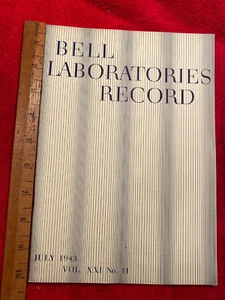 BELL
LABORATORIES
RECORD
JULY 1943
VOL. XXI No. 11